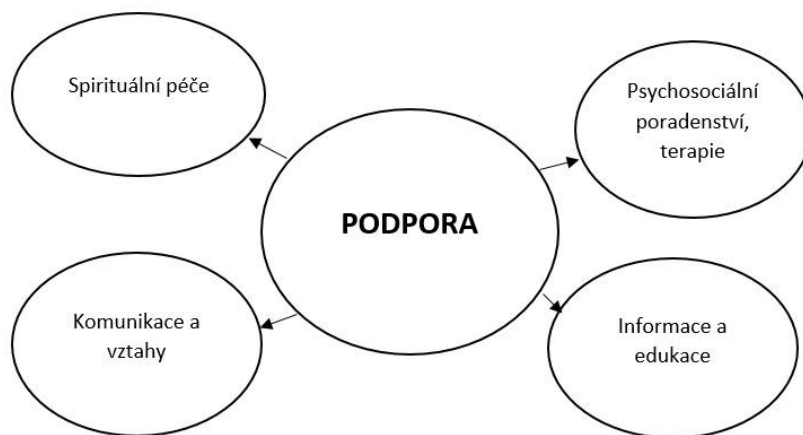 Spirituální péče
Psychosociální
poradenství,
terapie
PODPORA
Komunikace a
vztahy
Informace a
edukace